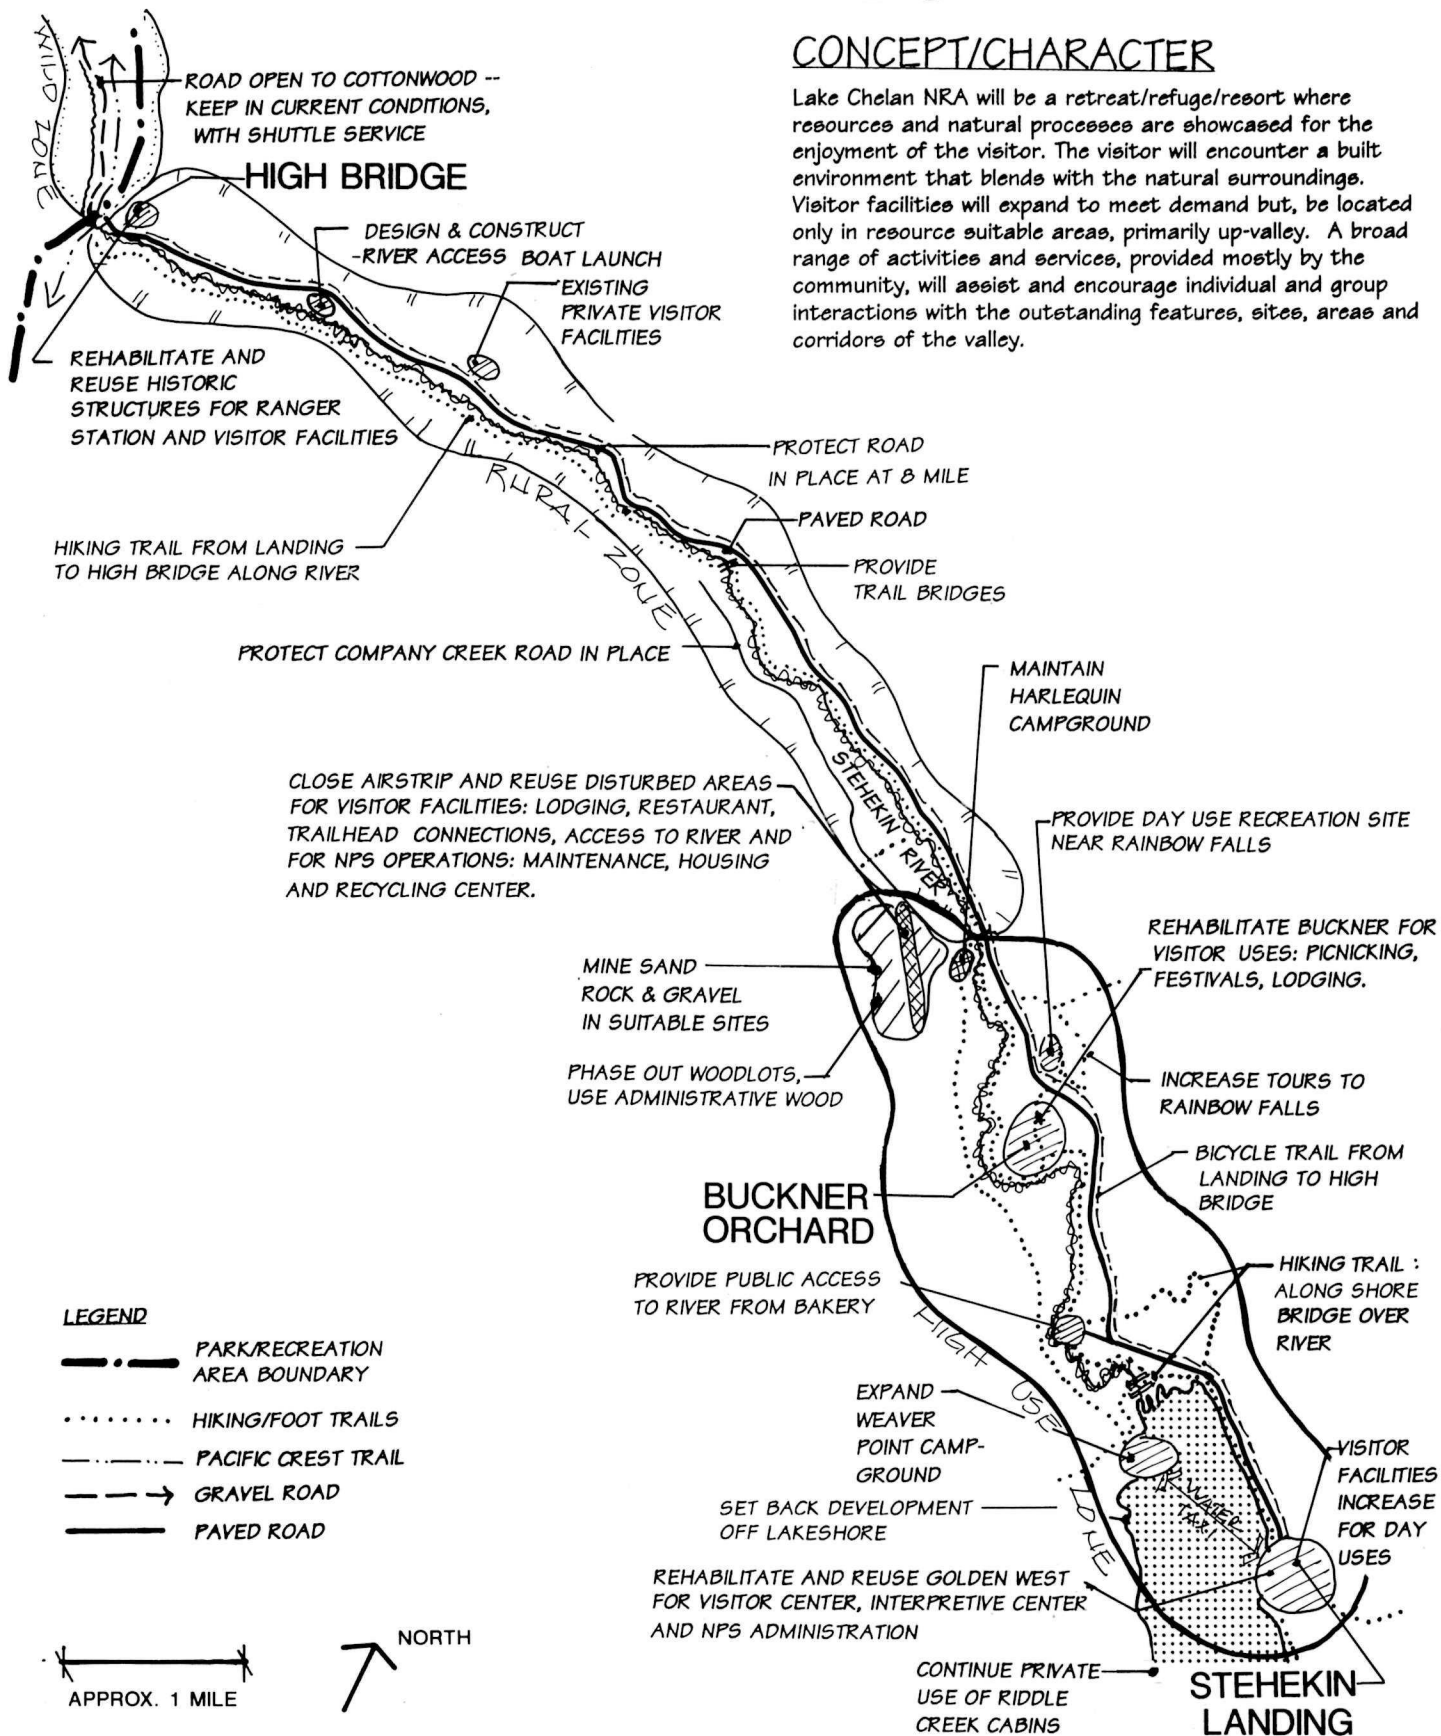 CONCEPT/CHARACTER
Lake Chelan NRA will be a retreat/refuge/resort where
resources and natural processes are showcased for the
enjoyment of the visitor. The visitor will encounter a built
environment that blends with the natural surroundings.
Visitor facilities will expand to meet demand but, be located
only in resource suitable areas, primarily up-valley. A broad
range of activities and services, provided mostly by the
community, will assist and encourage individual and group
interactions with the outstanding features, sites, areas and
corridors of the valley.
WILD ZONE
ROAD OPEN TO COTTONWOOD --
KEEP IN CURRENT CONDITIONS,
WITH SHUTTLE SERVICE
HIGH BRIDGE
DESIGN & CONSTRUCT
RIVER ACCESS BOAT LAUNCH
EXISTING
PRIVATE VISITOR
FACILITIES
REHABILITATE AND
REUSE HISTORIC
STRUCTURES FOR RANGER
STATION AND VISITOR FACILITIES
PROTECT ROAD
IN PLACE AT 8 MILE
RURAL ZONE
PAVED ROAD
HIKING TRAIL FROM LANDING
TO HIGH BRIDGE ALONG RIVER
PROVIDE
TRAIL BRIDGES
PROTECT COMPANY CREEK ROAD IN PLACE
MAINTAIN
HARLEQUIN
CAMPGROUND
STEHEKIN RIVER
CLOSE AIRSTRIP AND REUSE DISTURBED AREAS
FOR VISITOR FACILITIES: LODGING, RESTAURANT,
TRAILHEAD CONNECTIONS, ACCESS TO RIVER AND
FOR NPS OPERATIONS: MAINTENANCE, HOUSING
AND RECYCLING CENTER.
PROVIDE DAY USE RECREATION SITE
NEAR RAINBOW FALLS
REHABILITATE BUCKNER FOR
VISITOR USES: PICNICKING,
FESTIVALS, LODGING.
MINE SAND
ROCK & GRAVEL
IN SUITABLE SITES
PHASE OUT WOODLOTS,
USE ADMINISTRATIVE WOOD
INCREASE TOURS TO
RAINBOW FALLS
BICYCLE TRAIL FROM
LANDING TO HIGH
BRIDGE
BUCKNER
ORCHARD
PROVIDE PUBLIC ACCESS
TO RIVER FROM BAKERY
HIKING TRAIL :
ALONG SHORE
BRIDGE OVER
RIVER
HIGH USE ZONE
EXPAND
WEAVER
POINT CAMP-
GROUND
WATER
TAXI
VISITOR
FACILITIES
INCREASE
FOR DAY
USES
SET BACK DEVELOPMENT
OFF LAKESHORE
REHABILITATE AND REUSE GOLDEN WEST
FOR VISITOR CENTER, INTERPRETIVE CENTER
AND NPS ADMINISTRATION
CONTINUE PRIVATE
USE OF RIDDLE
CREEK CABINS
STEHEKIN
LANDING
LEGEND
PARK/RECREATION
AREA BOUNDARY
HIKING/FOOT TRAILS
PACIFIC CREST TRAIL
GRAVEL ROAD
PAVED ROAD
APPROX. 1 MILE
NORTH